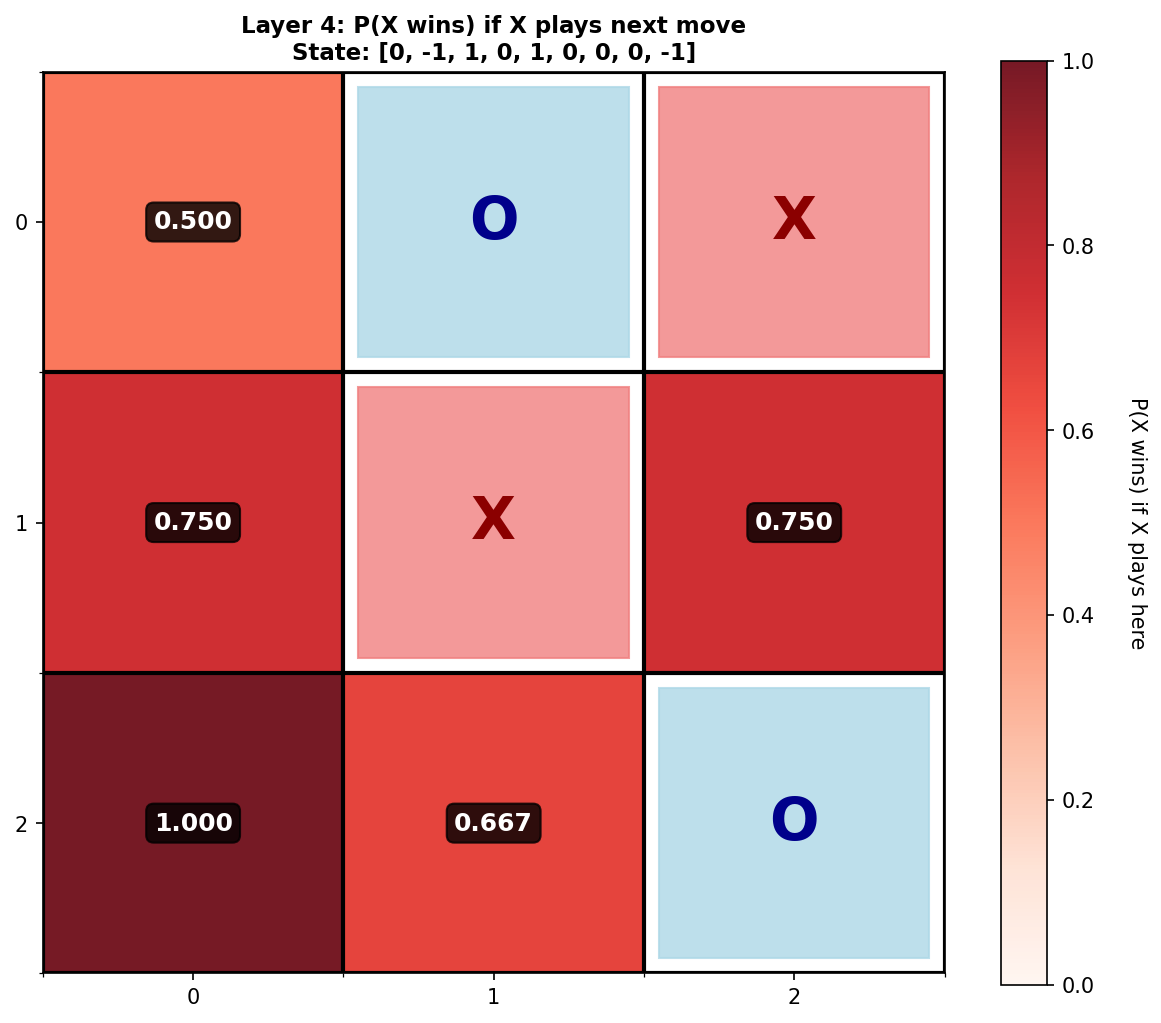 Layer 4: P(X wins) if X plays next move
State: [0, -1, 1, 0, 1, 0, 0, 0, -1]
0
0.500
O
X
1
0.750
X
0.750
2
1.000
0.667
O
0
1
2
1.0
0.8
0.6
0.4
0.2
0.0
P(X wins) if X plays here